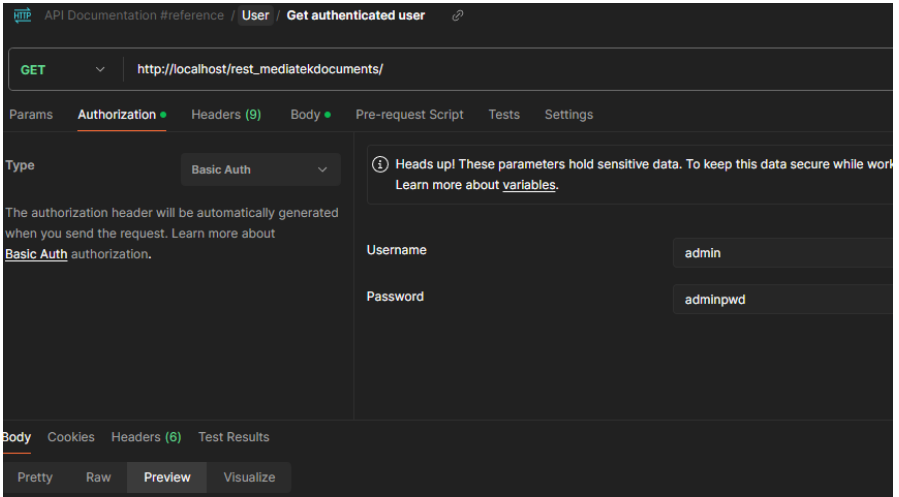 HTTP API Documentation #reference / User / Get authenticated user
GET http://localhost/rest_mediatekdocuments/
Params Authorization Headers (9) Body Pre-request Script Tests Settings
Type Basic Auth
The authorization header will be automatically generated
when you send the request. Learn more about
Basic Auth authorization.
Heads up! These parameters hold sensitive data. To keep this data secure while work
Learn more about variables.
Username admin
Password adminpwd
Body Cookies Headers (6) Test Results
Pretty Raw Preview Visualize